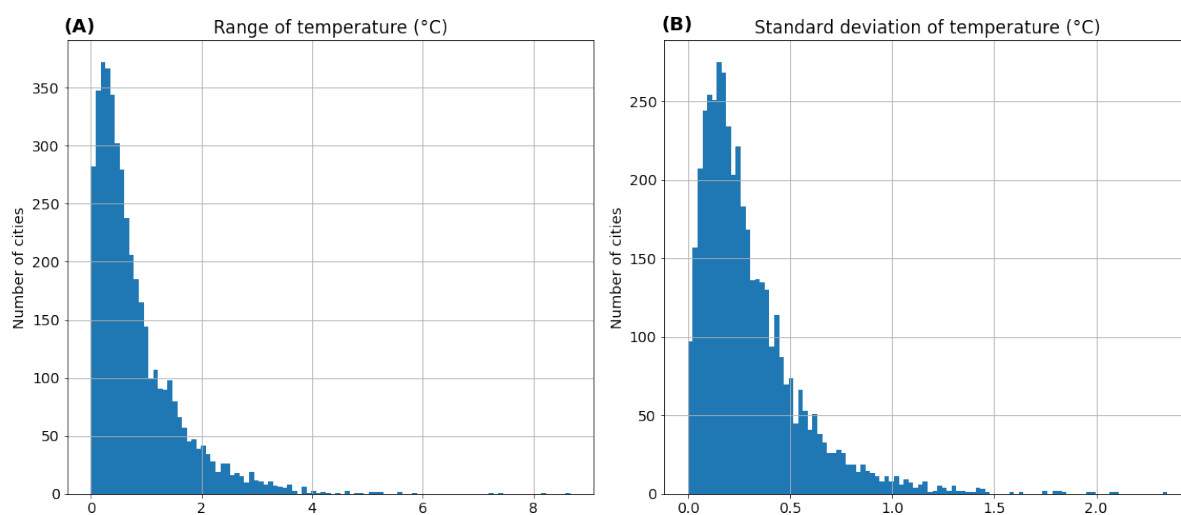 (A) Range of temperature (°C)
Number of cities
350
300
250
200
150
100
50
0
0 2 4 6 8
(B) Standard deviation of temperature (°C)
Number of cities
250
200
150
100
50
0
0.0 0.5 1.0 1.5 2.0